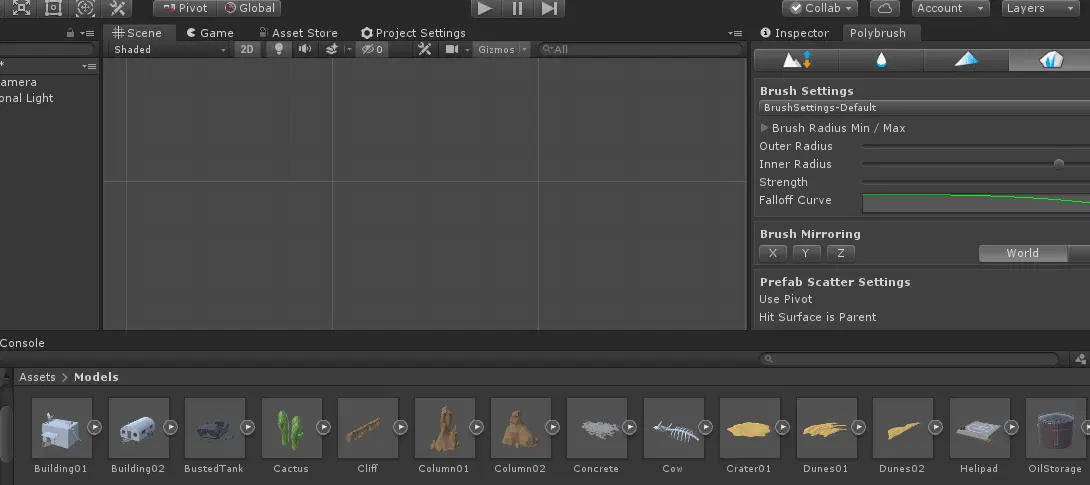 Pivot Global Collab Account Layers
Scene Game Asset Store Project Settings Inspector Polybrush
Shaded 2D 0 Gizmos All
*
amera
onal Light
Brush Settings
BrushSettings-Default
Brush Radius Min / Max
Outer Radius
Inner Radius
Strength
Falloff Curve
Brush Mirroring
X Y Z World
Prefab Scatter Settings
Use Pivot
Hit Surface is Parent
Console
Assets > Models
Building01 Building02 BustedTank Cactus Cliff Column01 Column02 Concrete Cow Crater01 Dunes01 Dunes02 Helipad OilStorage